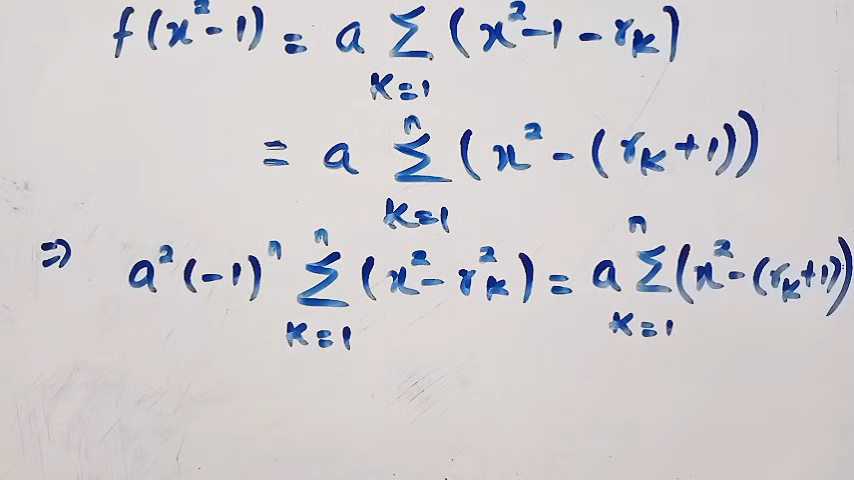 f(x²-1) = a ∑_{k=1} (x²-1-r_k)
= a ∑_{k=1}^{n} (x²-(r_k+1))
⇒ a²(-1)ⁿ ∑_{k=1}^{n} (x²-r_k²) = a ∑_{k=1}^{n} (x²-(r_k+1))